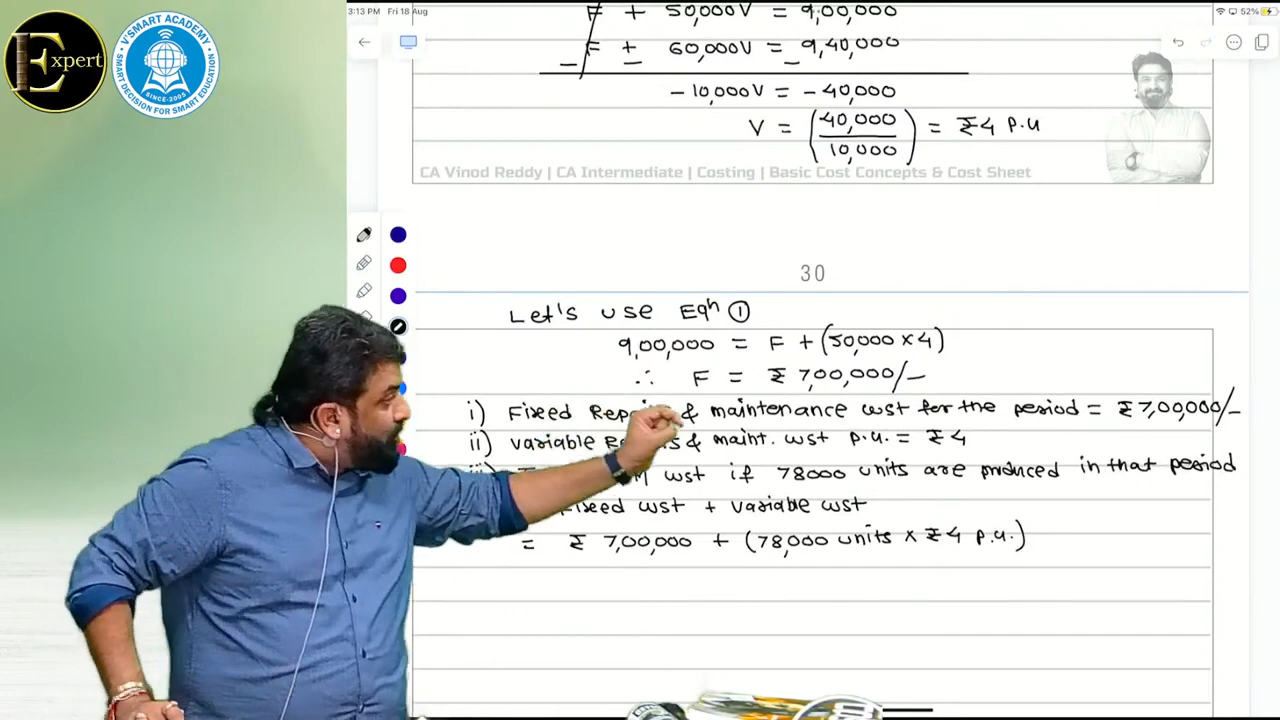 3:13 PM Fri 18 Aug
52%
F + 50,000V = 9,00,000
F ± 60,000V = 9,40,000
- 10,000V = - 40,000
V = (40,000 / 10,000) = ₹4 P.U
CA Vinod Reddy | CA Intermediate | Costing | Basic Cost Concepts & Cost Sheet
Expert
V'SMART ACADEMY
SINCE-2005
SMART DECISION FOR SMART EDUCATION
30
Let's use Eqn ①
9,00,000 = F + (50,000 × 4)
∴ F = ₹ 7,00,000/-
i) Fixed & maintenance cost for the period = ₹7,00,000/-
ii) variable & maint. cost p.u. = ₹4
cost if 78000 units are produced in that period
Fixed cost + variable cost
= ₹ 7,00,000 + (78,000 units × ₹4 p.u.)